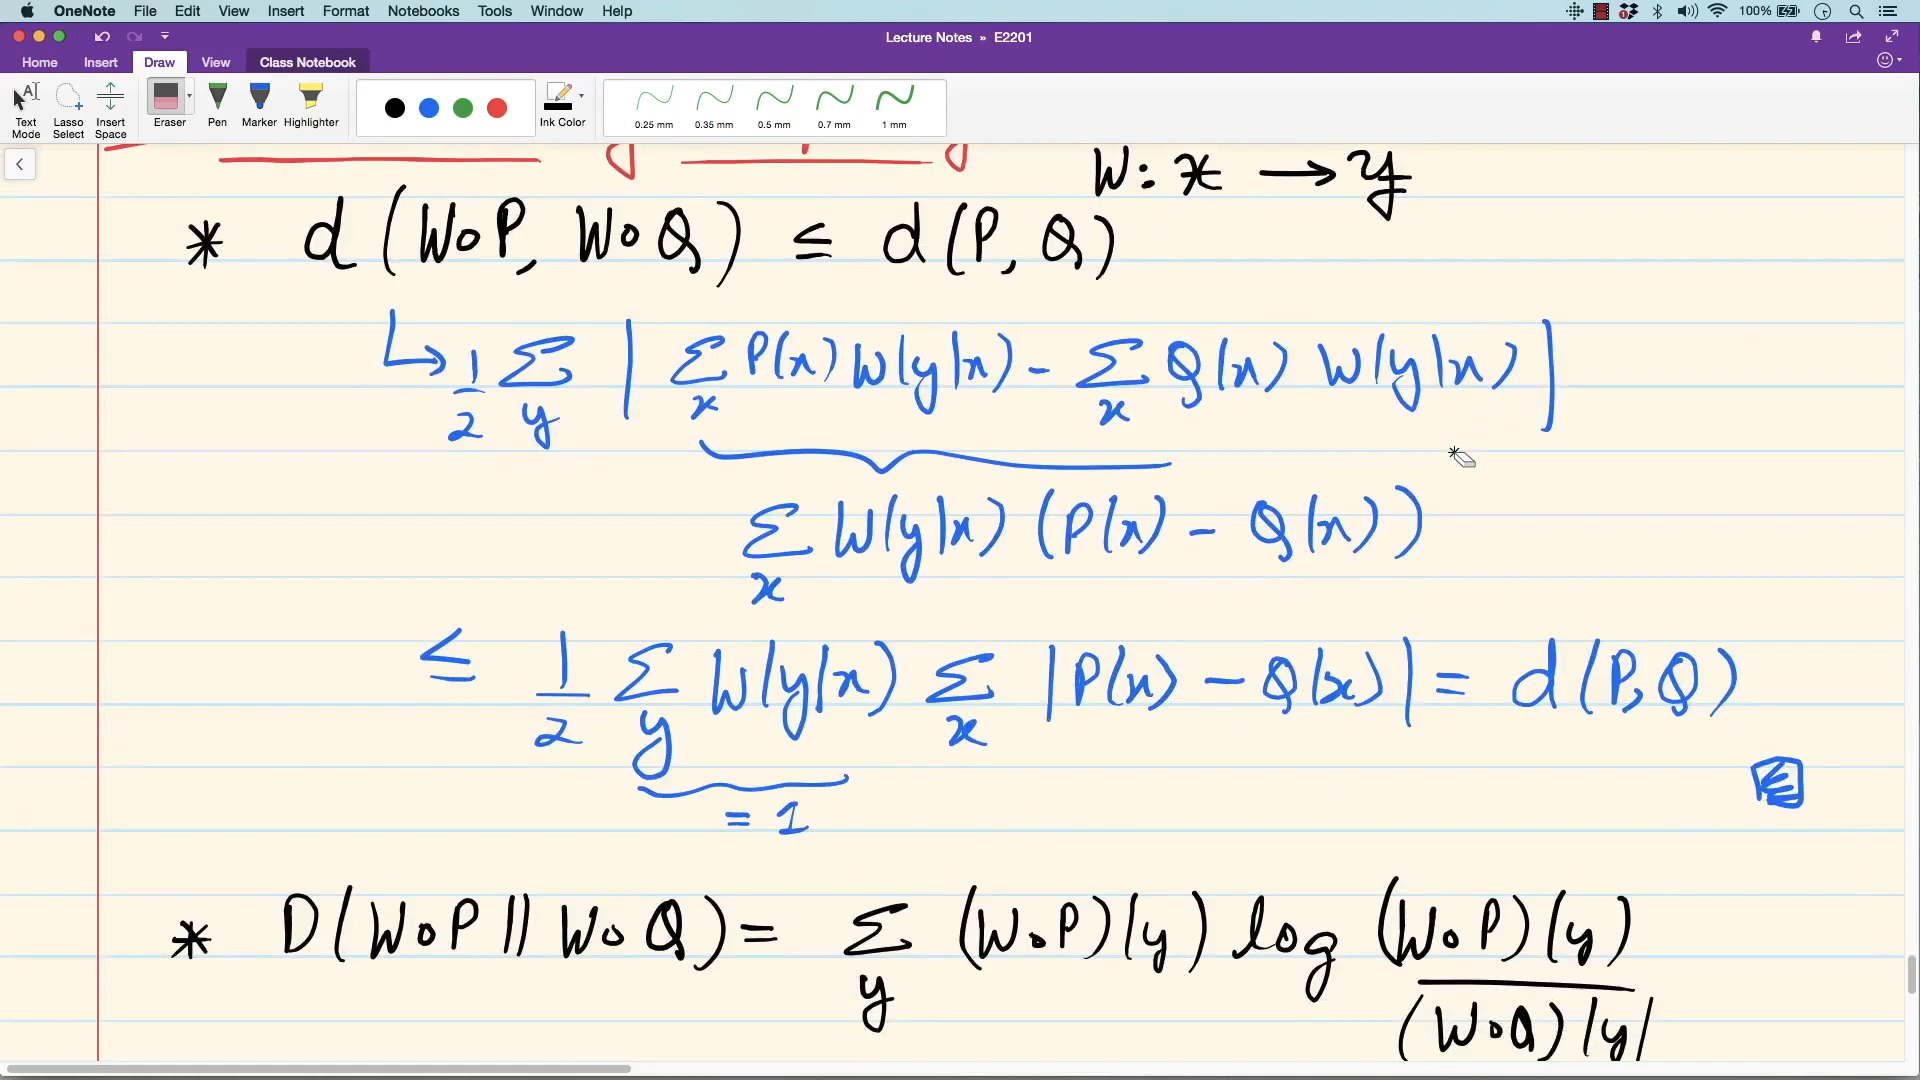 OneNote File Edit View Insert Format Notebooks Tools Window Help 100%
Lecture Notes » E2201
Home Insert Draw View Class Notebook
Text Mode Lasso Select Insert Space Eraser Pen Marker Highlighter Ink Color 0.25 mm 0.35 mm 0.5 mm 0.7 mm 1 mm
W: 𝒳 → 𝒴
* d(W∘P, W∘Q) ≤ d(P, Q)
↳ 1/2 Σ_y | Σ_x P(x) W(y|x) - Σ_x Q(x) W(y|x) |
Σ_x W(y|x) (P(x) - Q(x))
≤ 1/2 Σ_y W(y|x) Σ_x |P(x) - Q(x)| = d(P,Q)
= 1
* D(W∘P || W∘Q) = Σ_y (W∘P)(y) log (W∘P)(y) / (W∘Q)(y)